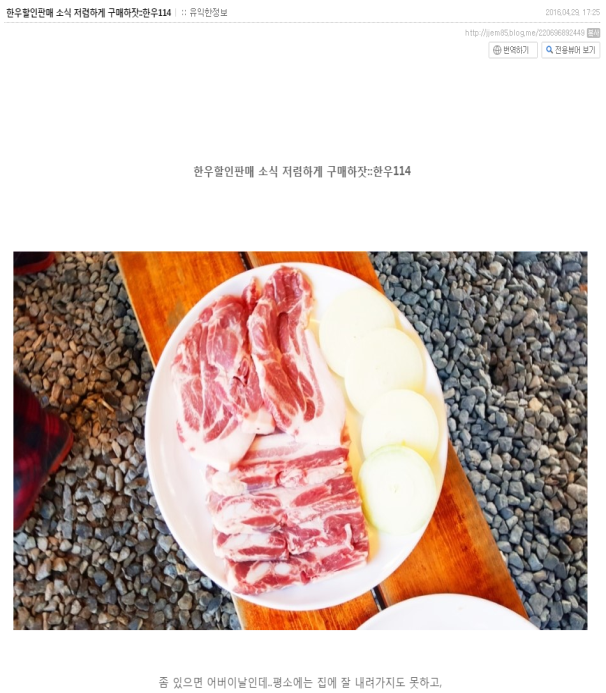 한우할인판매 소식 저렴하게 구매하잣::한우114 | :: 유익한정보
2016.04.29. 17:25
http://jjem85.blog.me/220696892449 복사
번역하기 전용뷰어 보기
한우할인판매 소식 저렴하게 구매하잣::한우114
좀 있으면 어버이날인데..평소에는 집에 잘 내려가지도 못하고,